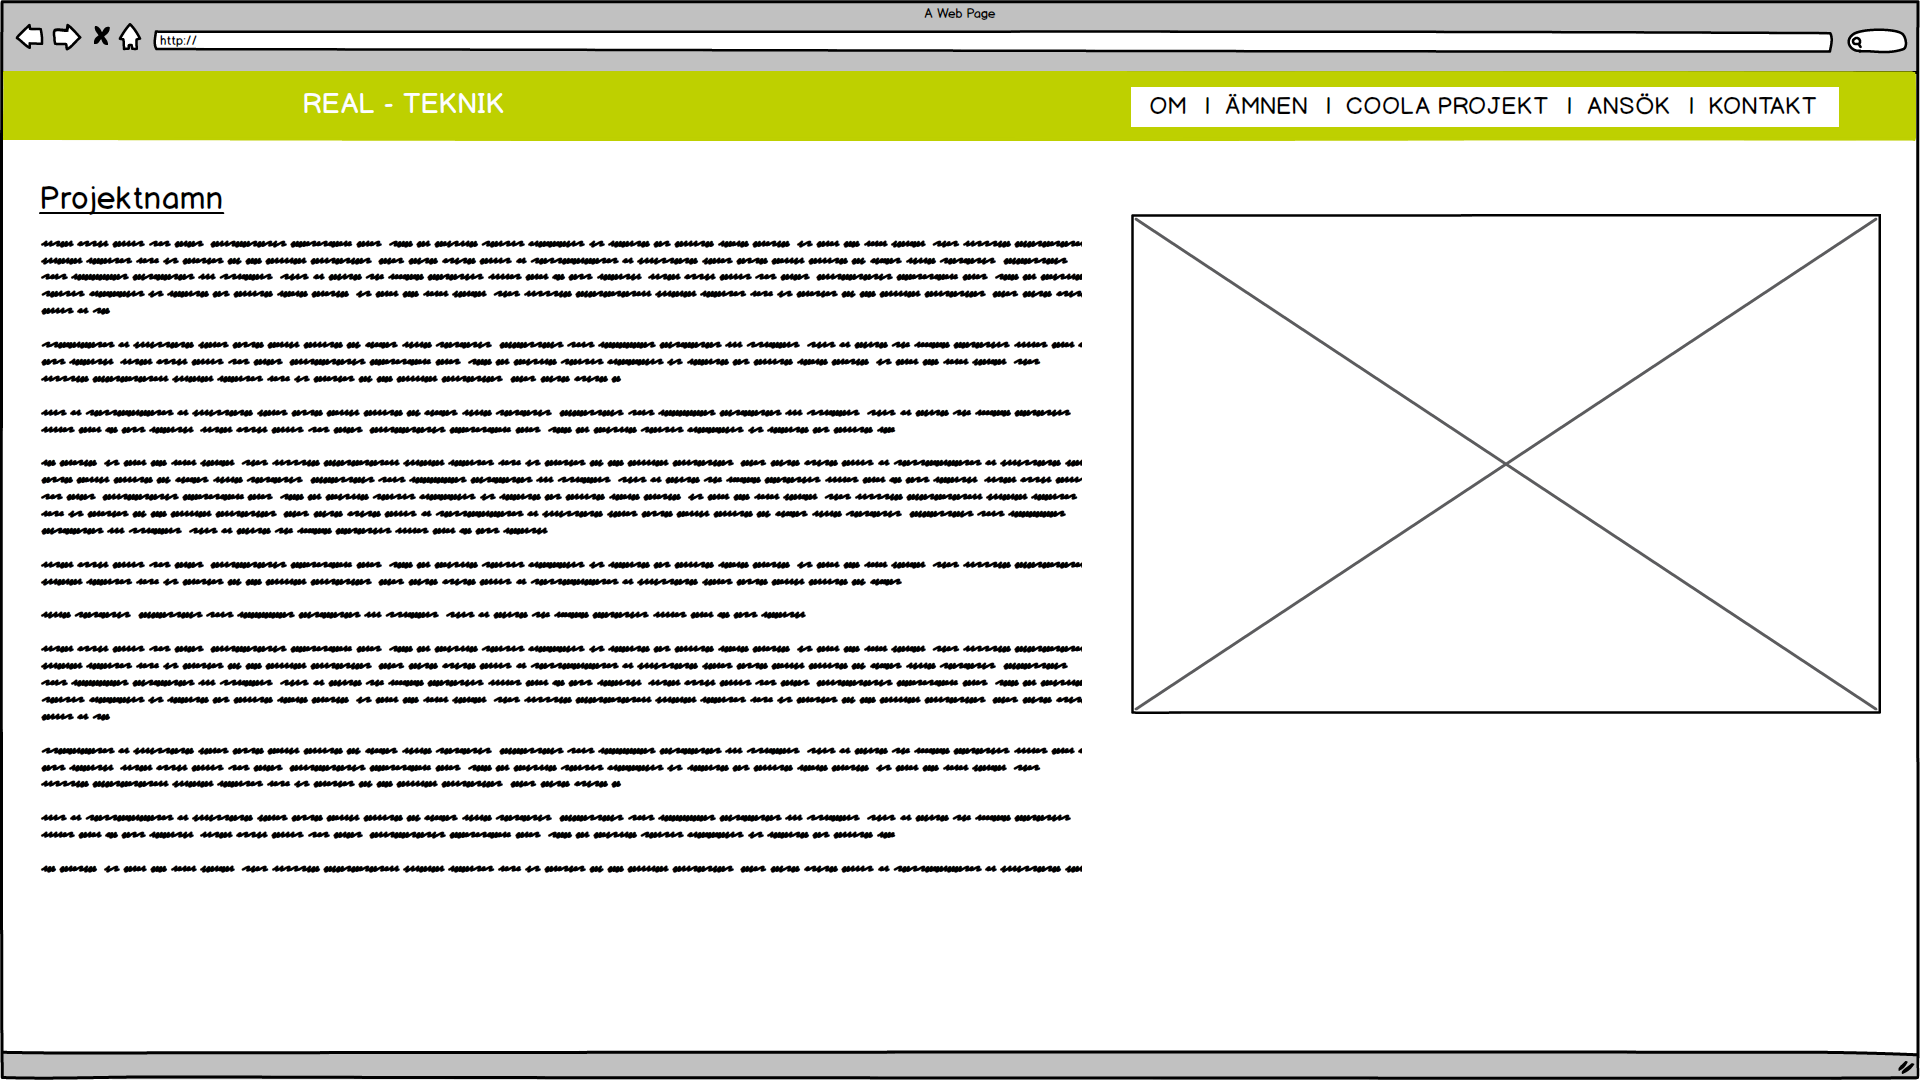 A Web Page
http://
REAL - TEKNIK
OM | ÄMNEN | COOLA PROJEKT | ANSÖK | KONTAKT
Projektnamn